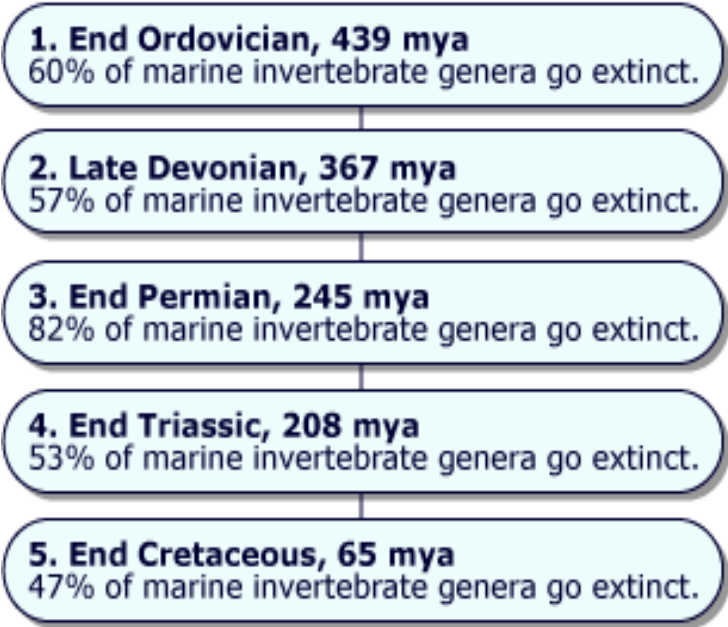 1. End Ordovician, 439 mya
60% of marine invertebrate genera go extinct.
2. Late Devonian, 367 mya
57% of marine invertebrate genera go extinct.
3. End Permian, 245 mya
82% of marine invertebrate genera go extinct.
4. End Triassic, 208 mya
53% of marine invertebrate genera go extinct.
5. End Cretaceous, 65 mya
47% of marine invertebrate genera go extinct.